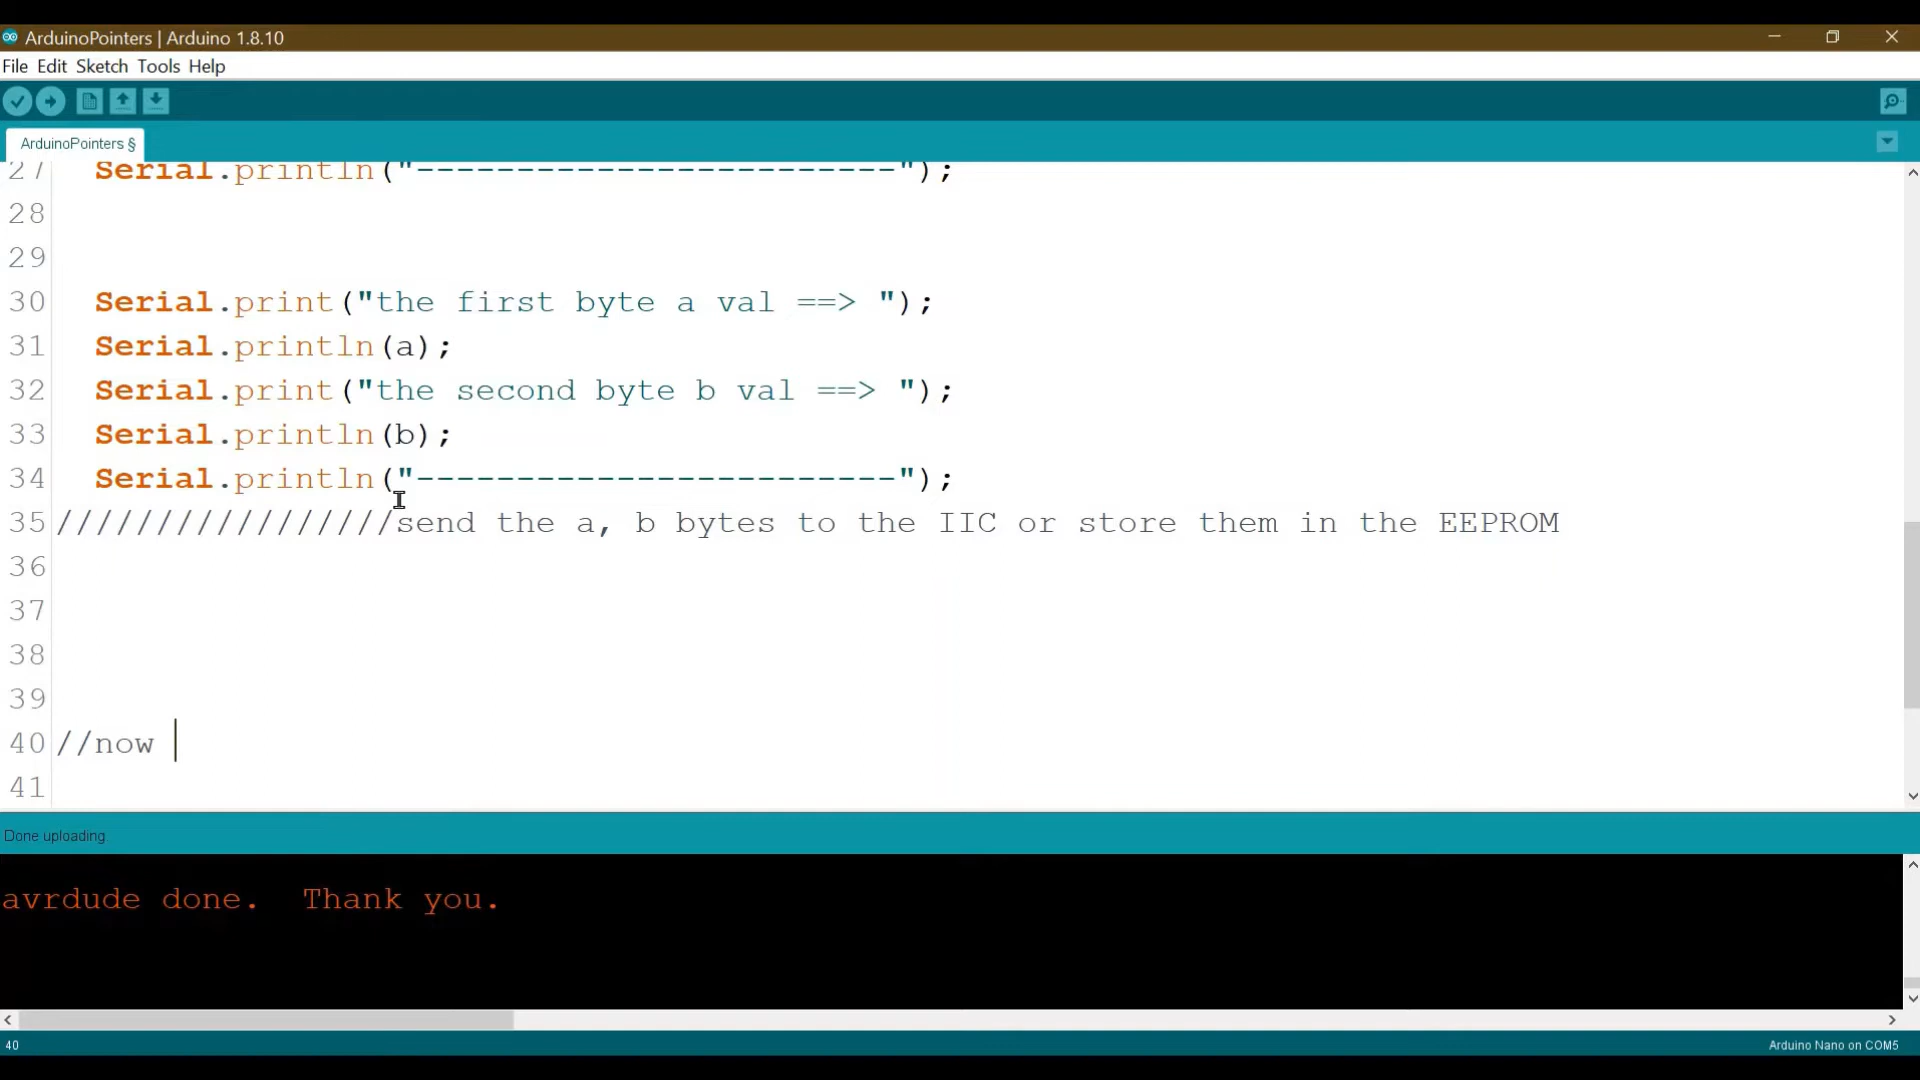 ArduinoPointers | Arduino 1.8.10
File Edit Sketch Tools Help
ArduinoPointers §
27 Serial.println("------------------------");
28
29
30 Serial.print("the first byte a val ==> ");
31 Serial.println(a);
32 Serial.print("the second byte b val ==> ");
33 Serial.println(b);
34 Serial.println("------------------------");
35 /////////////////send the a, b bytes to the IIC or store them in the EEPROM
36
37
38
39
40 //now
41
Done uploading.
avrdude done.  Thank you.
40
Arduino Nano on COM5